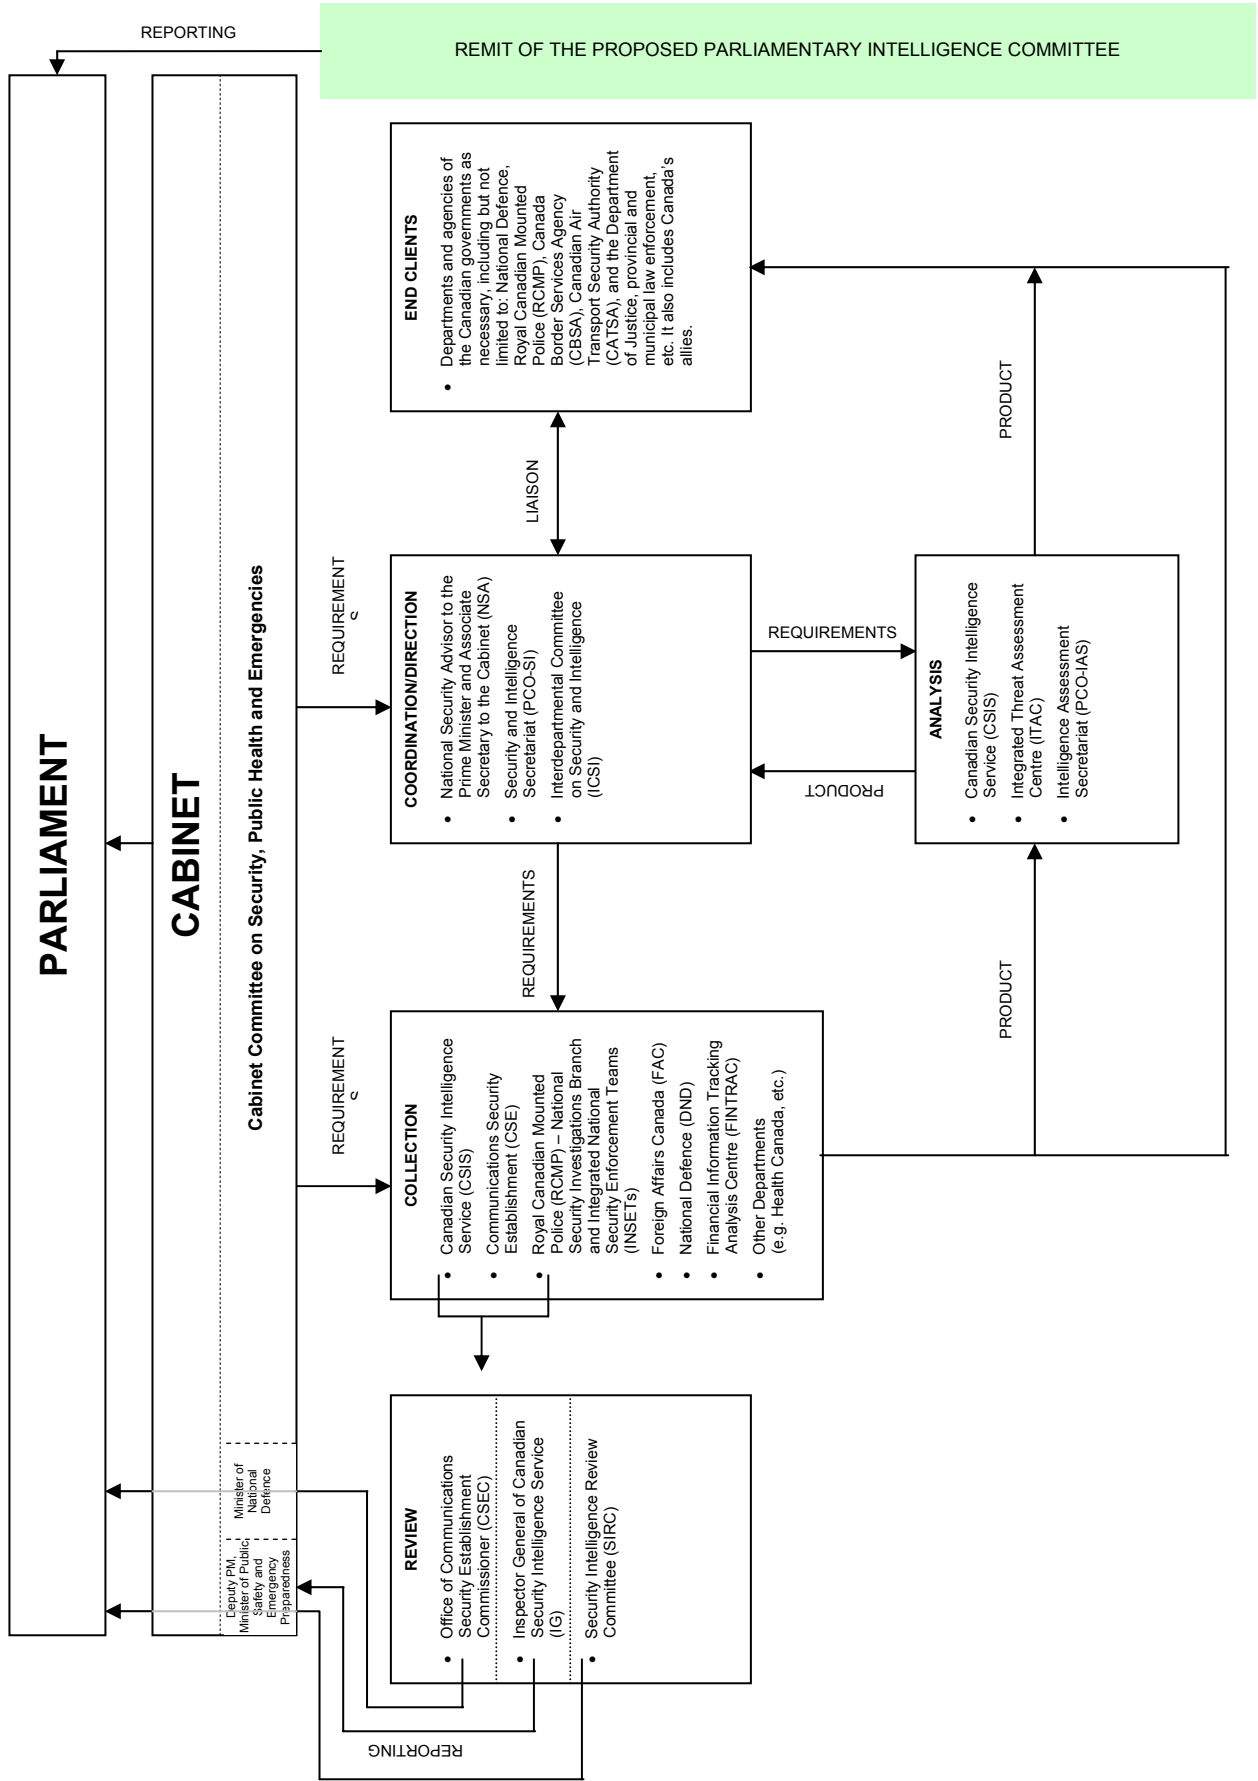 REMIT OF THE PROPOSED PARLIAMENTARY INTELLIGENCE COMMITTEE
REPORTING
PARLIAMENT
CABINET
Cabinet Committee on Security, Public Health and Emergencies
Minister of
National
Defence
Deputy PM,
Minister of Public
Safety and
Emergency
Preparedness
REQUIREMENT
S
REQUIREMENT
S
REVIEW
• Office of Communications
Security Establishment
Commissioner (CSEC)
• Inspector General of Canadian
Security Intelligence Service
(IG)
• Security Intelligence Review
Committee (SIRC)
REPORTING
COLLECTION
• Canadian Security Intelligence
Service (CSIS)
• Communications Security
Establishment (CSE)
• Royal Canadian Mounted
Police (RCMP) – National
Security Investigations Branch
and Integrated National
Security Enforcement Teams
(INSETs)
• Foreign Affairs Canada (FAC)
• National Defence (DND)
• Financial Information Tracking
Analysis Centre (FINTRAC)
• Other Departments
(e.g. Health Canada, etc.)
REQUIREMENTS
COORDINATION/DIRECTION
• National Security Advisor to the
Prime Minister and Associate
Secretary to the Cabinet (NSA)
• Security and Intelligence
Secretariat (PCO-SI)
• Interdepartmental Committee
on Security and Intelligence
(ICSI)
LIAISON
END CLIENTS
• Departments and agencies of
the Canadian governments as
necessary, including but not
limited to: National Defence,
Royal Canadian Mounted
Police (RCMP), Canada
Border Services Agency
(CBSA), Canadian Air
Transport Security Authority
(CATSA), and the Department
of Justice, provincial and
municipal law enforcement,
etc. It also includes Canada's
allies.
PRODUCT
REQUIREMENTS
ANALYSIS
• Canadian Security Intelligence
Service (CSIS)
• Integrated Threat Assessment
Centre (ITAC)
• Intelligence Assessment
Secretariat (PCO-IAS)
PRODUCT
PRODUCT